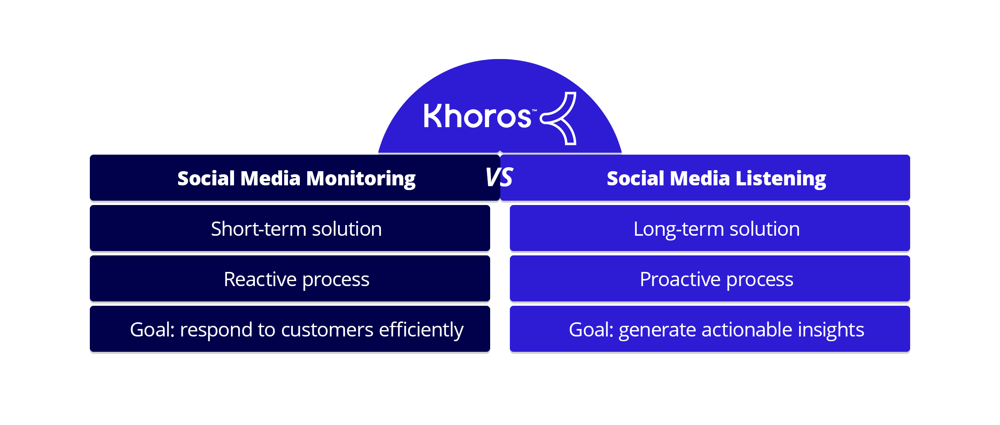 Khoros™
Social Media Monitoring VS Social Media Listening
Short-term solution Long-term solution
Reactive process Proactive process
Goal: respond to customers efficiently Goal: generate actionable insights